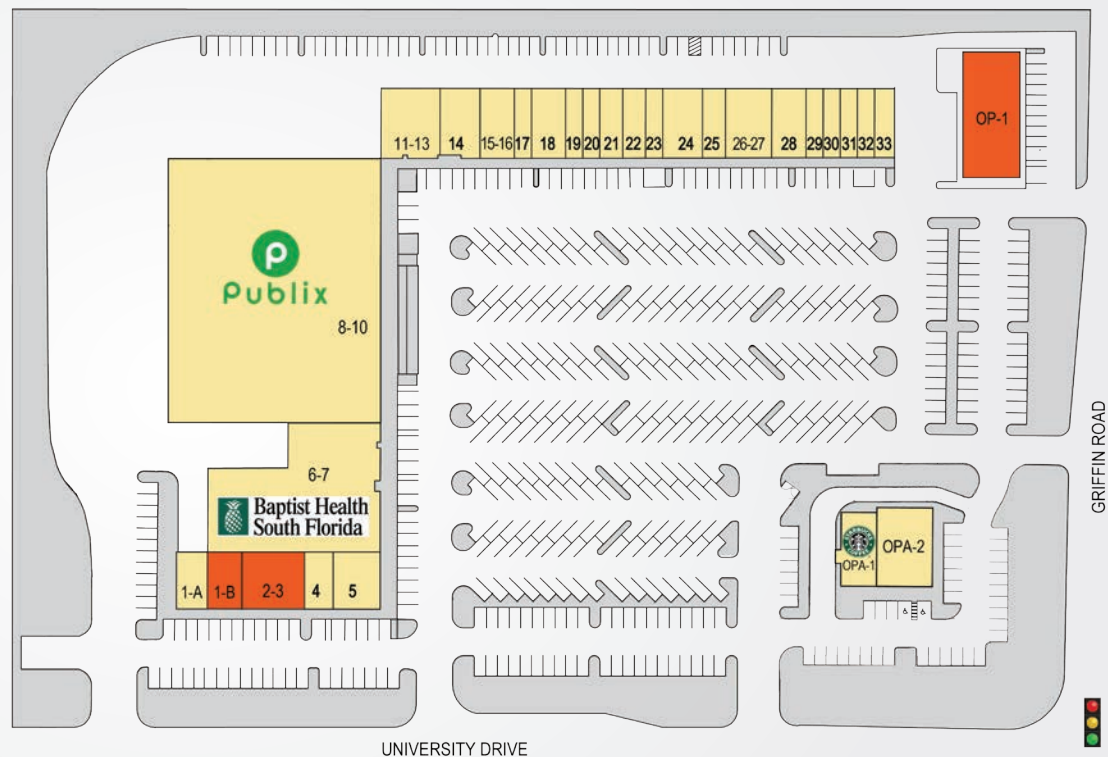 OP-1
11-13 14 15-16 17 18 19 20 21 22 23 24 25 26-27 28 29 30 31 32 33
Publix
8-10
GRIFFIN ROAD
6-7
Baptist Health
South Florida
OPA-2
OPA-1
1-A 1-B 2-3 4 5
UNIVERSITY DRIVE